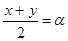 (x + y) / 2 = α